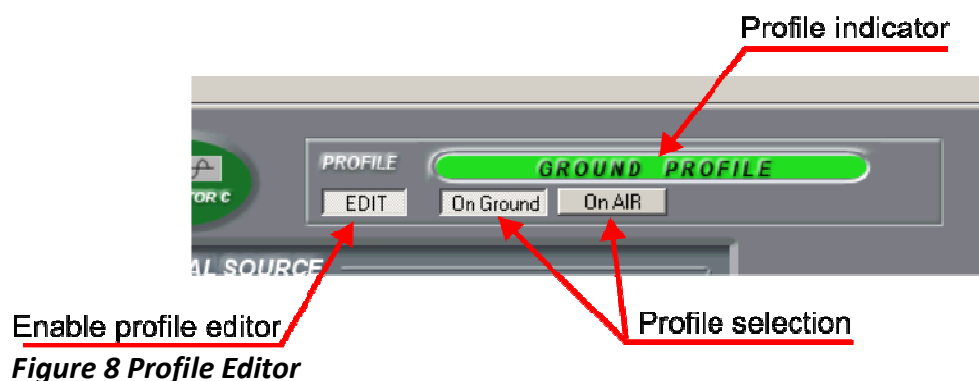 Profile indicator
PROFILE
GROUND PROFILE
TOR C
EDIT
On Ground
On AIR
AL SOURCE
Enable profile editor
Profile selection
Figure 8 Profile Editor